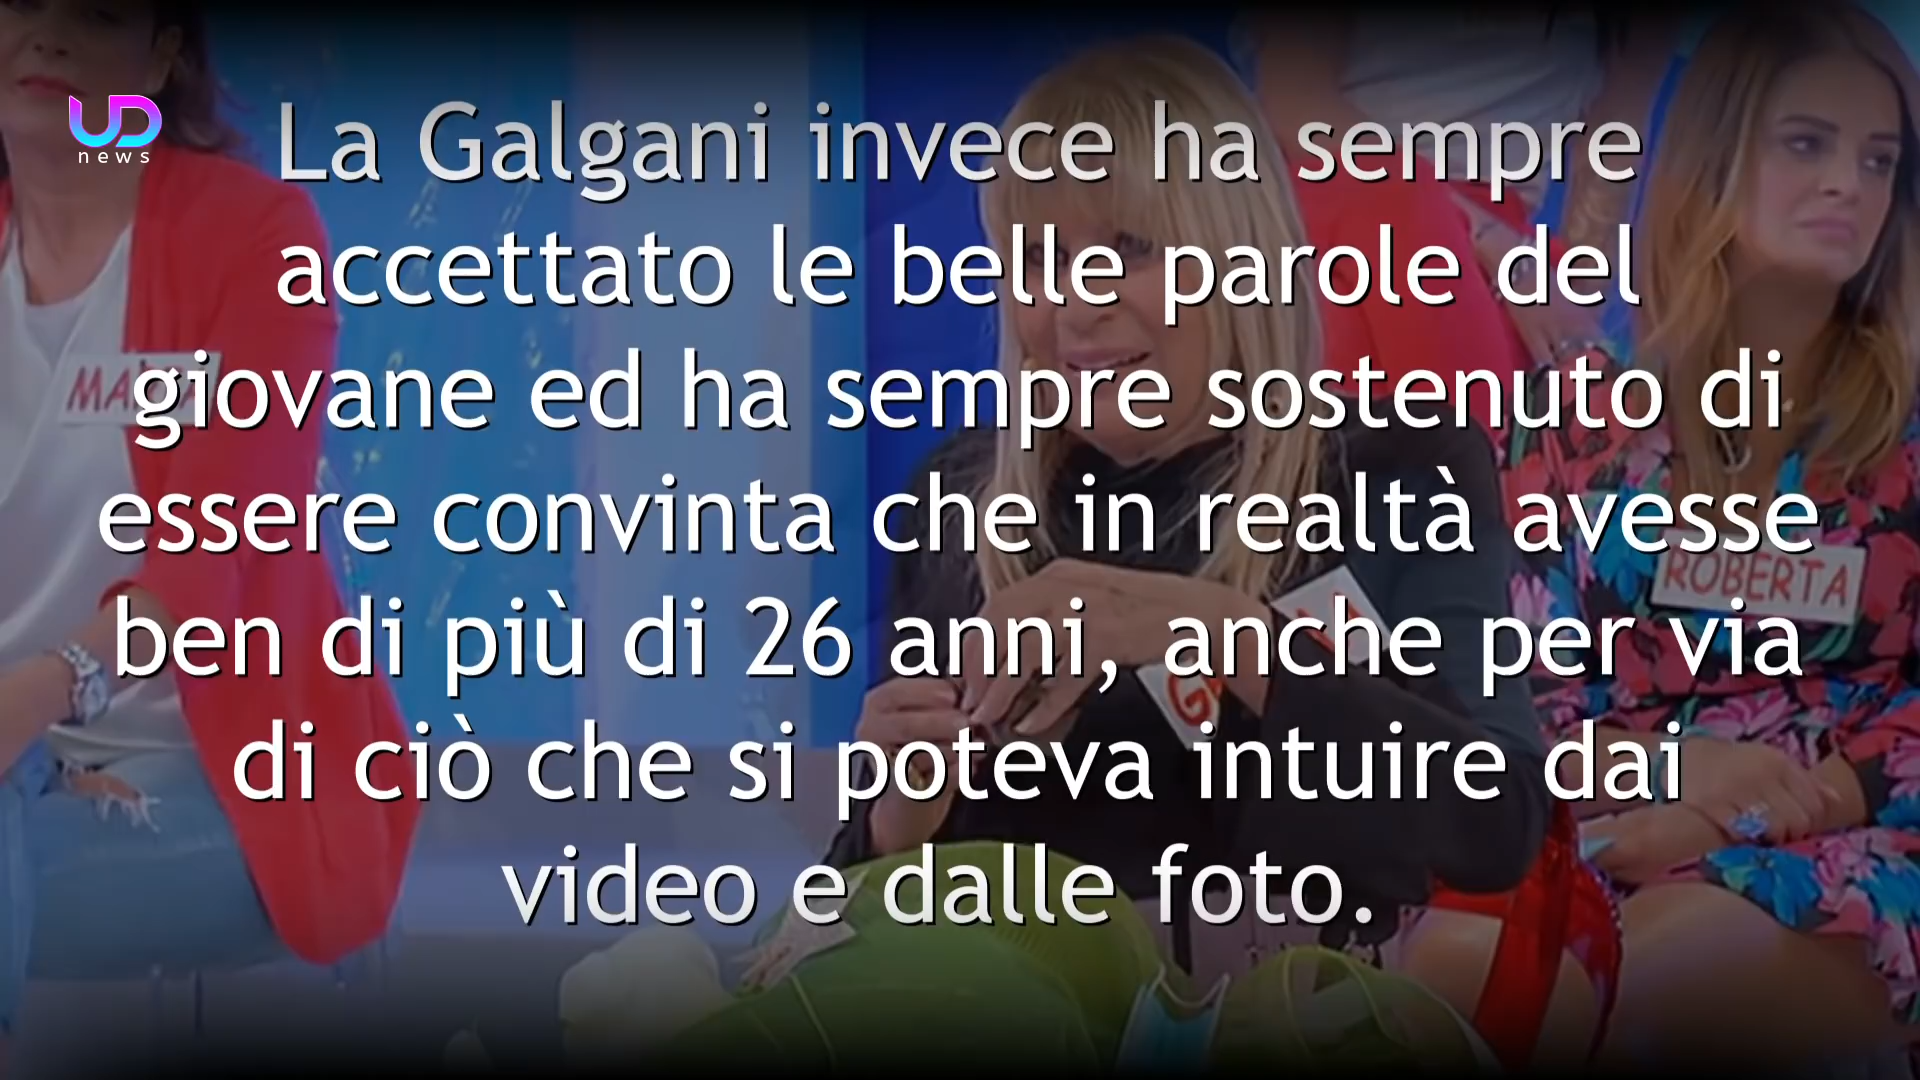 UD
news
La Galgani invece ha sempre
accettato le belle parole del
giovane ed ha sempre sostenuto di
essere convinta che in realtà avesse
ben di più di 26 anni, anche per via
di ciò che si poteva intuire dai
video e dalle foto.
ROBERTA